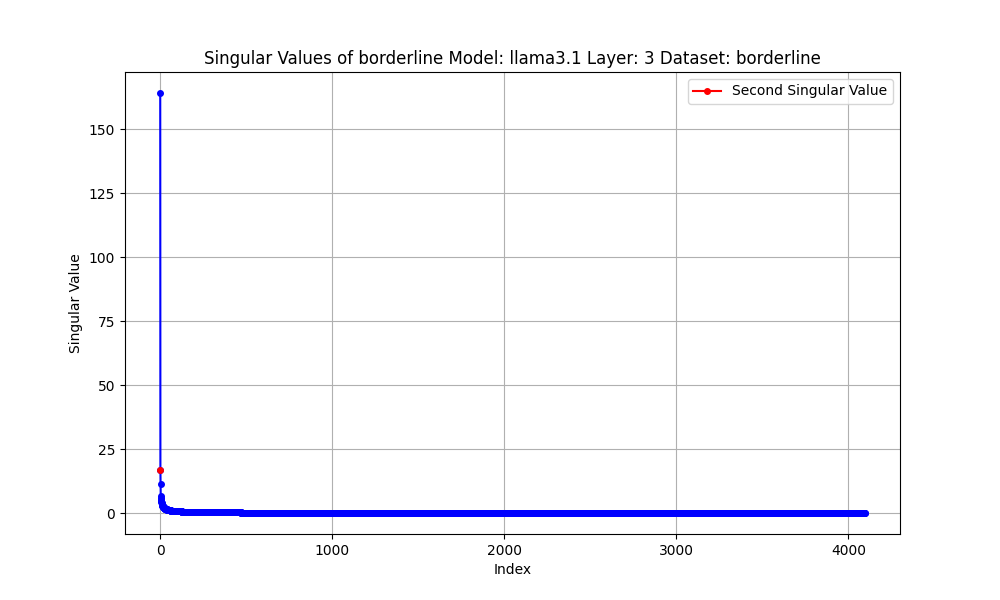 Singular Values of borderline Model: llama3.1 Layer: 3 Dataset: borderline
Second Singular Value
150
125
100
75
50
25
0
Singular Value
0 1000 2000 3000 4000
Index